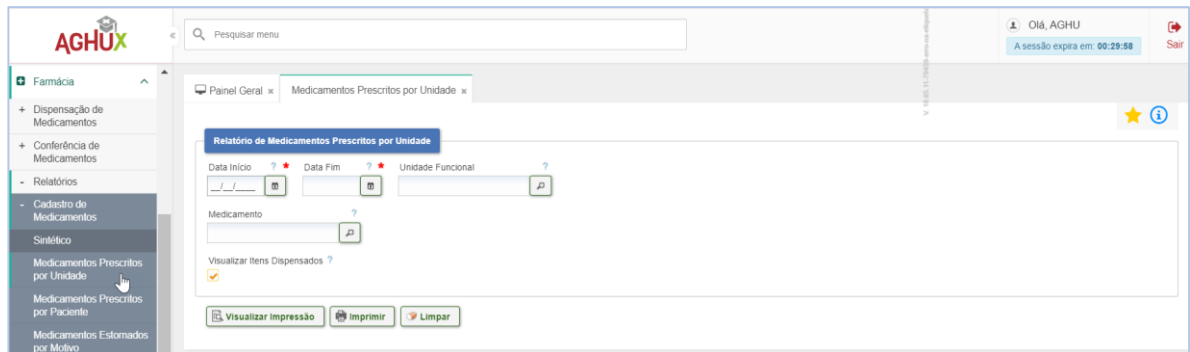 AGHUX
«
Pesquisar menu
Olá, AGHU
A sessão expira em: 00:29:58
Sair
Farmácia
+ Dispensação de
Medicamentos
+ Conferência de
Medicamentos
- Relatórios
- Cadastro de
Medicamentos
Sintético
Medicamentos Prescritos
por Unidade
Medicamentos Prescritos
por Paciente
Medicamentos Estornados
por Motivo
Painel Geral × Medicamentos Prescritos por Unidade ×
Relatório de Medicamentos Prescritos por Unidade
Data Início ? * Data Fim ? * Unidade Funcional ?
__/__/____
Medicamento ?
Visualizar Itens Dispensados ?
Visualizar Impressão Imprimir Limpar